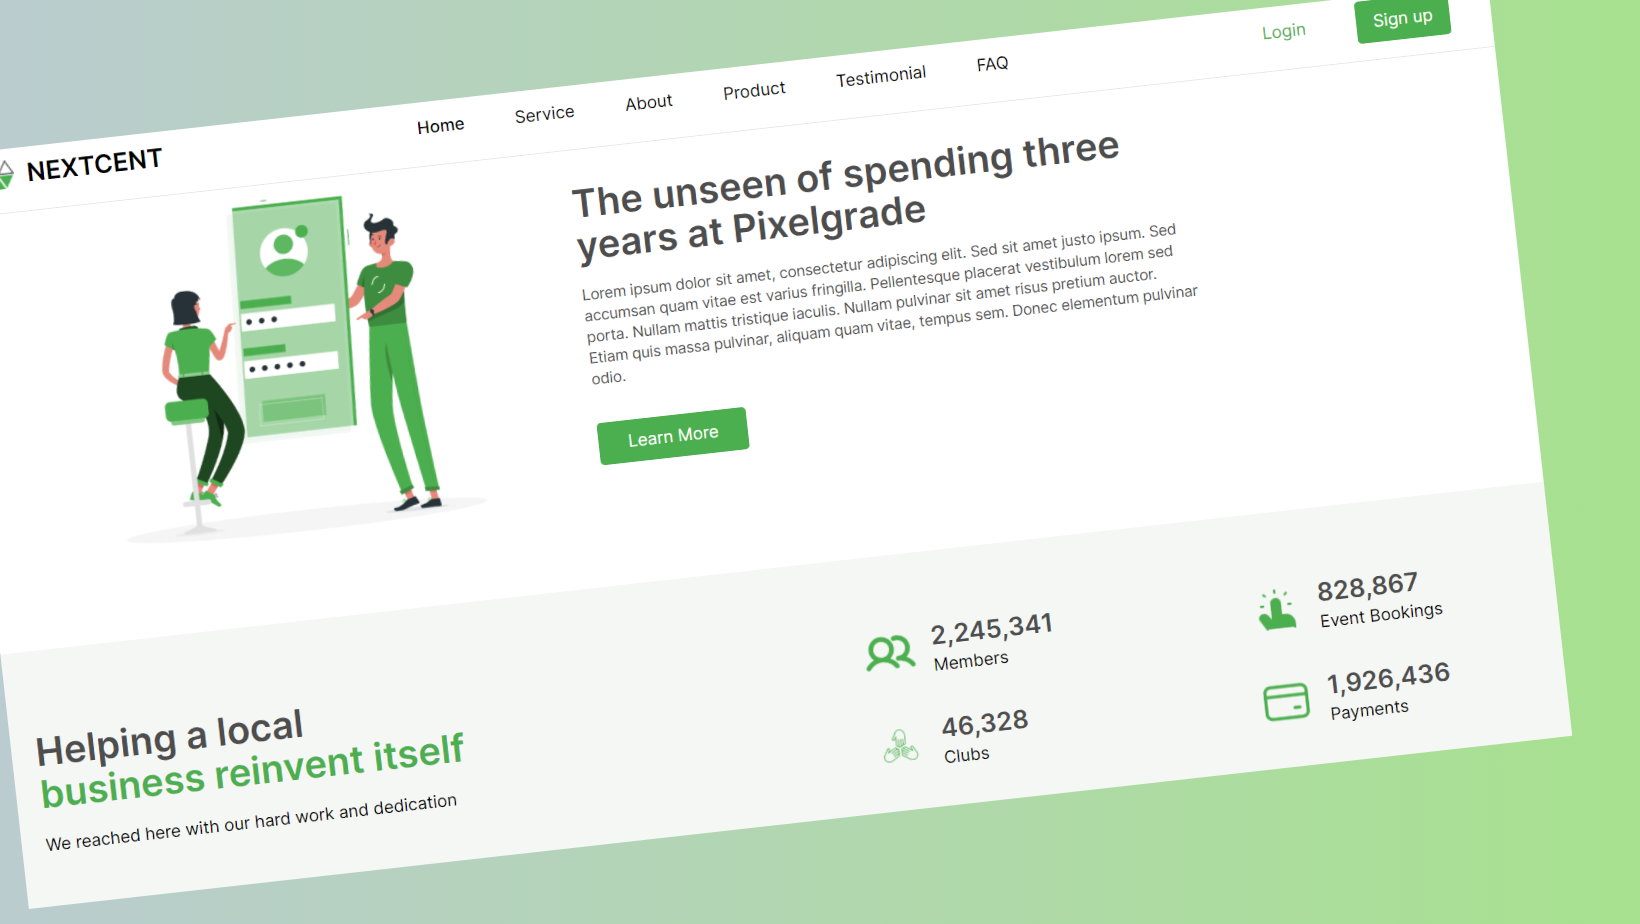 NEXTCENT
Home
Service
About
Product
Testimonial
FAQ
Login
Sign up
The unseen of spending three
years at Pixelgrade
Lorem ipsum dolor sit amet, consectetur adipiscing elit. Sed sit amet justo ipsum. Sed
accumsan quam vitae est varius fringilla. Pellentesque placerat vestibulum lorem sed
porta. Nullam mattis tristique iaculis. Nullam pulvinar sit amet risus pretium auctor.
Etiam quis massa pulvinar, aliquam quam vitae, tempus sem. Donec elementum pulvinar
odio.
Learn More
Helping a local
business reinvent itself
We reached here with our hard work and dedication
2,245,341
Members
828,867
Event Bookings
46,328
Clubs
1,926,436
Payments